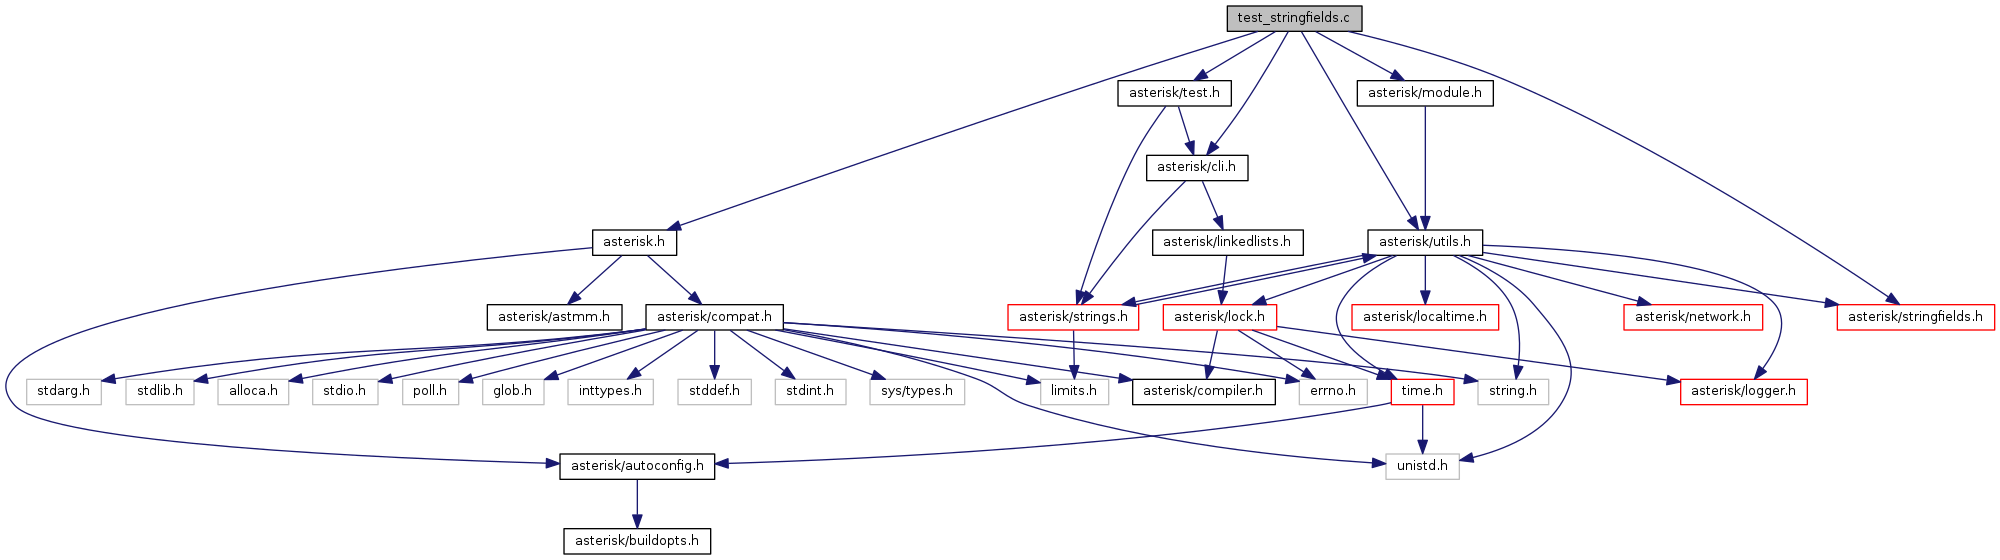 test_stringfields.c
asterisk/test.h
asterisk/module.h
asterisk/cli.h
asterisk.h
asterisk/linkedlists.h
asterisk/utils.h
asterisk/astmm.h
asterisk/compat.h
asterisk/strings.h
asterisk/lock.h
asterisk/localtime.h
asterisk/network.h
asterisk/stringfields.h
stdarg.h
stdlib.h
alloca.h
stdio.h
poll.h
glob.h
inttypes.h
stddef.h
stdint.h
sys/types.h
limits.h
asterisk/compiler.h
errno.h
time.h
string.h
asterisk/logger.h
asterisk/autoconfig.h
unistd.h
asterisk/buildopts.h